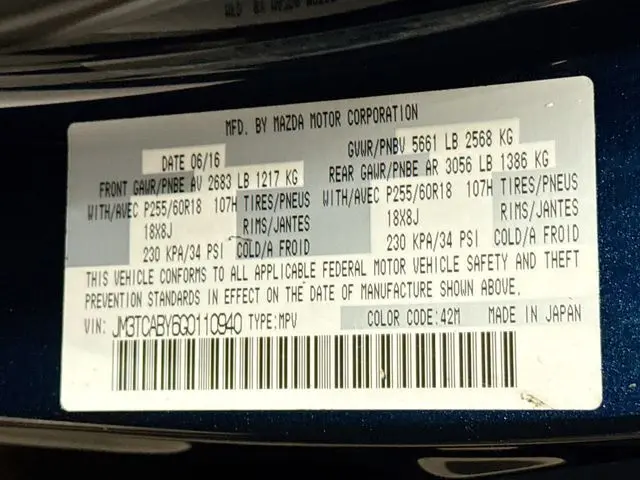 MFD. BY MAZDA MOTOR CORPORATION
DATE 06/16 GVWR/PNBV 5661 LB 2568 KG
FRONT GAWR/PNBE AV 2683 LB 1217 KG REAR GAWR/PNBE AR 3056 LB 1386 KG
WITH/AVEC P255/60R18 107H TIRES/PNEUS WITH/AVEC P255/60R18 107H TIRES/PNEUS
18X8J RIMS/JANTES 18X8J RIMS/JANTES
230 KPA/34 PSI COLD/A FROID 230 KPA/34 PSI COLD/A FROID
THIS VEHICLE CONFORMS TO ALL APPLICABLE FEDERAL MOTOR VEHICLE SAFETY AND THEFT
PREVENTION STANDARDS IN EFFECT ON THE DATE OF MANUFACTURE SHOWN ABOVE.
VIN: JM3TCABY6G0110940 TYPE:MPV COLOR CODE:42M MADE IN JAPAN